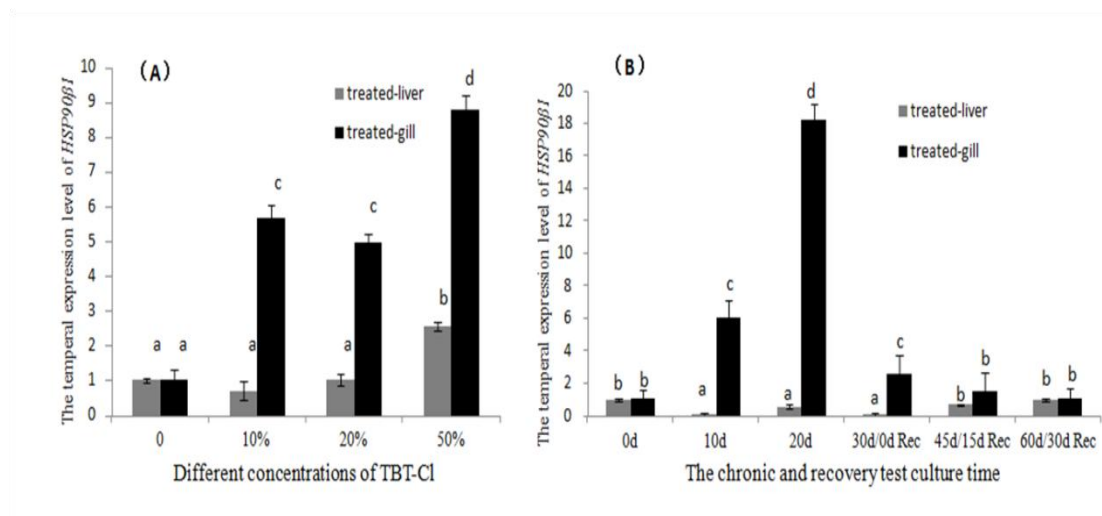 (A)
The temperal expression level of HSP90β1
10
9
8
7
6
5
4
3
2
1
0
treated-liver
treated-gill
a a
a c
a c
b d
0 10% 20% 50%
Different concentrations of TBT-Cl
(B)
The temperal expression level of HSP90β1
20
18
16
14
12
10
8
6
4
2
0
treated-liver
treated-gill
b b
a c
a d
a c
b b
b b
0d 10d 20d 30d/0d Rec 45d/15d Rec 60d/30d Rec
The chronic and recovery test culture time